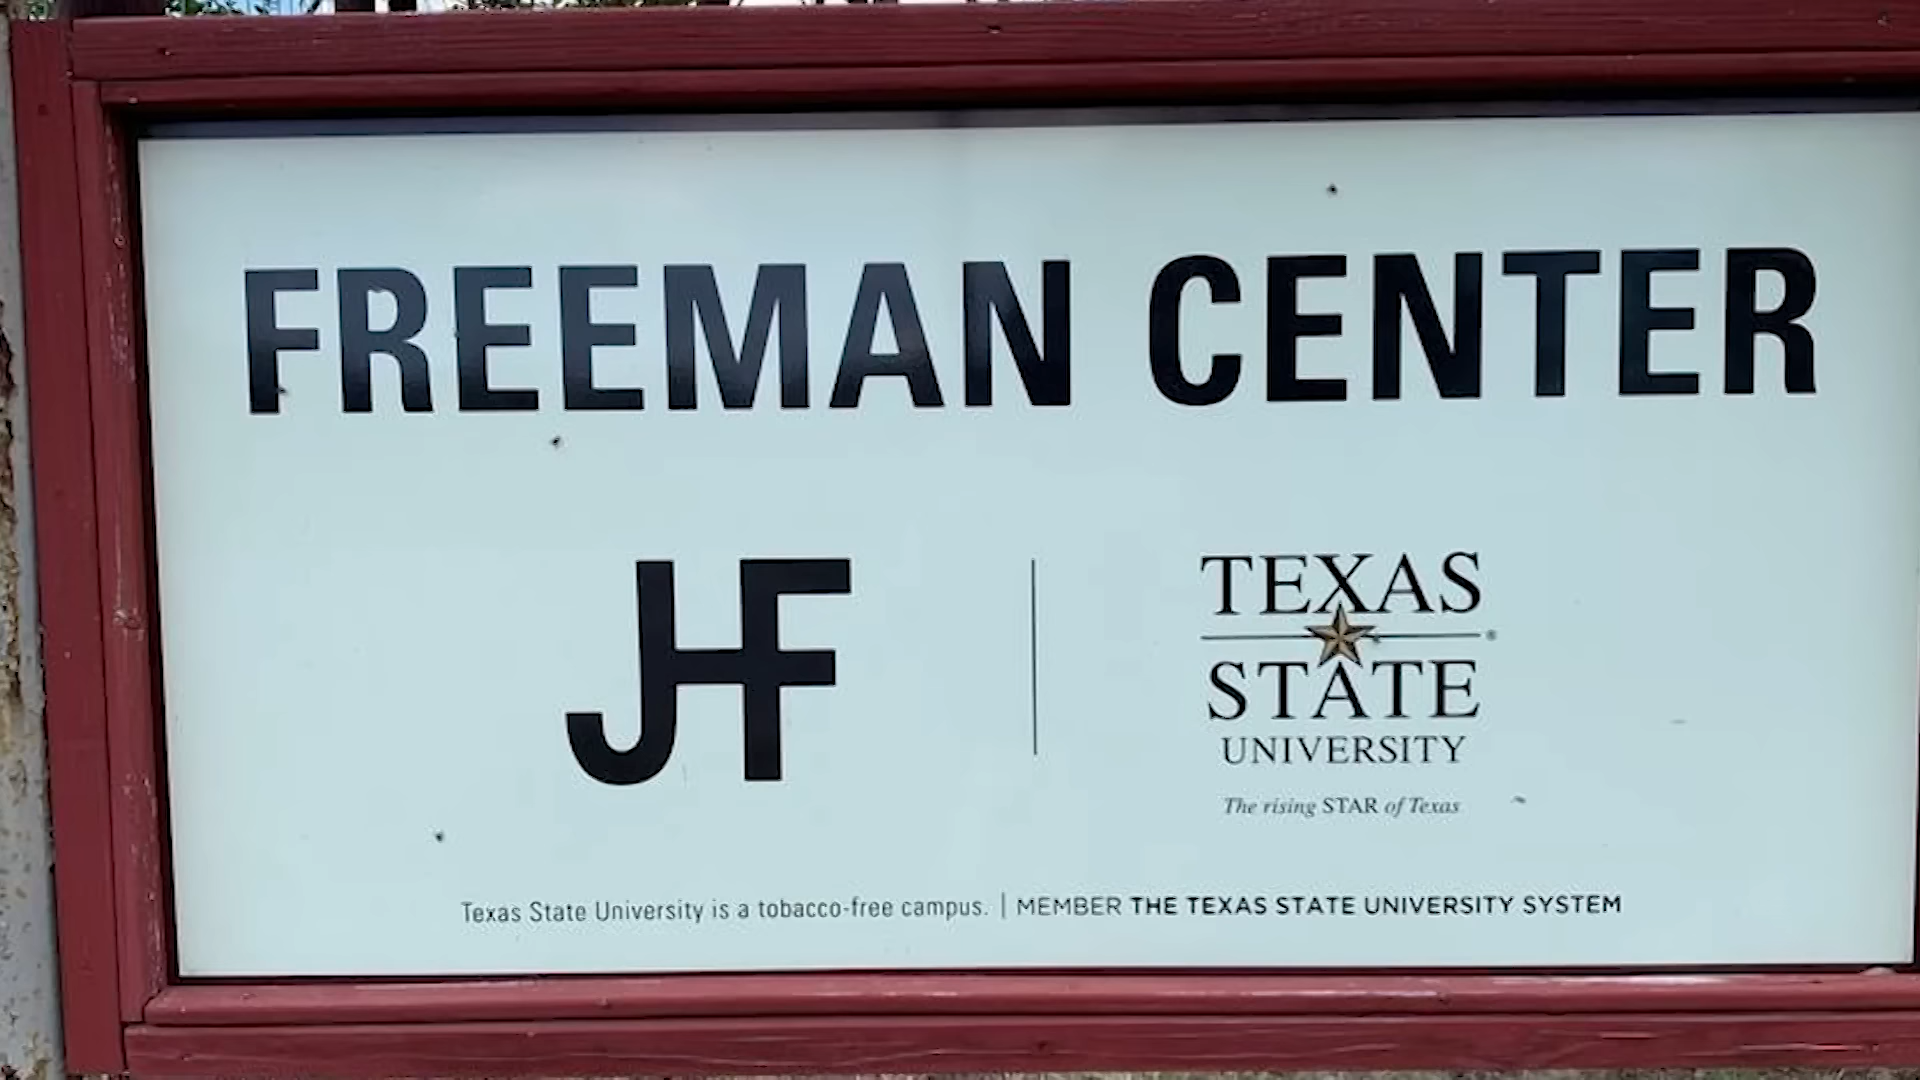 FREEMAN CENTER
JHF
TEXAS
STATE ®
UNIVERSITY
The rising STAR of Texas
Texas State University is a tobacco-free campus. | MEMBER THE TEXAS STATE UNIVERSITY SYSTEM